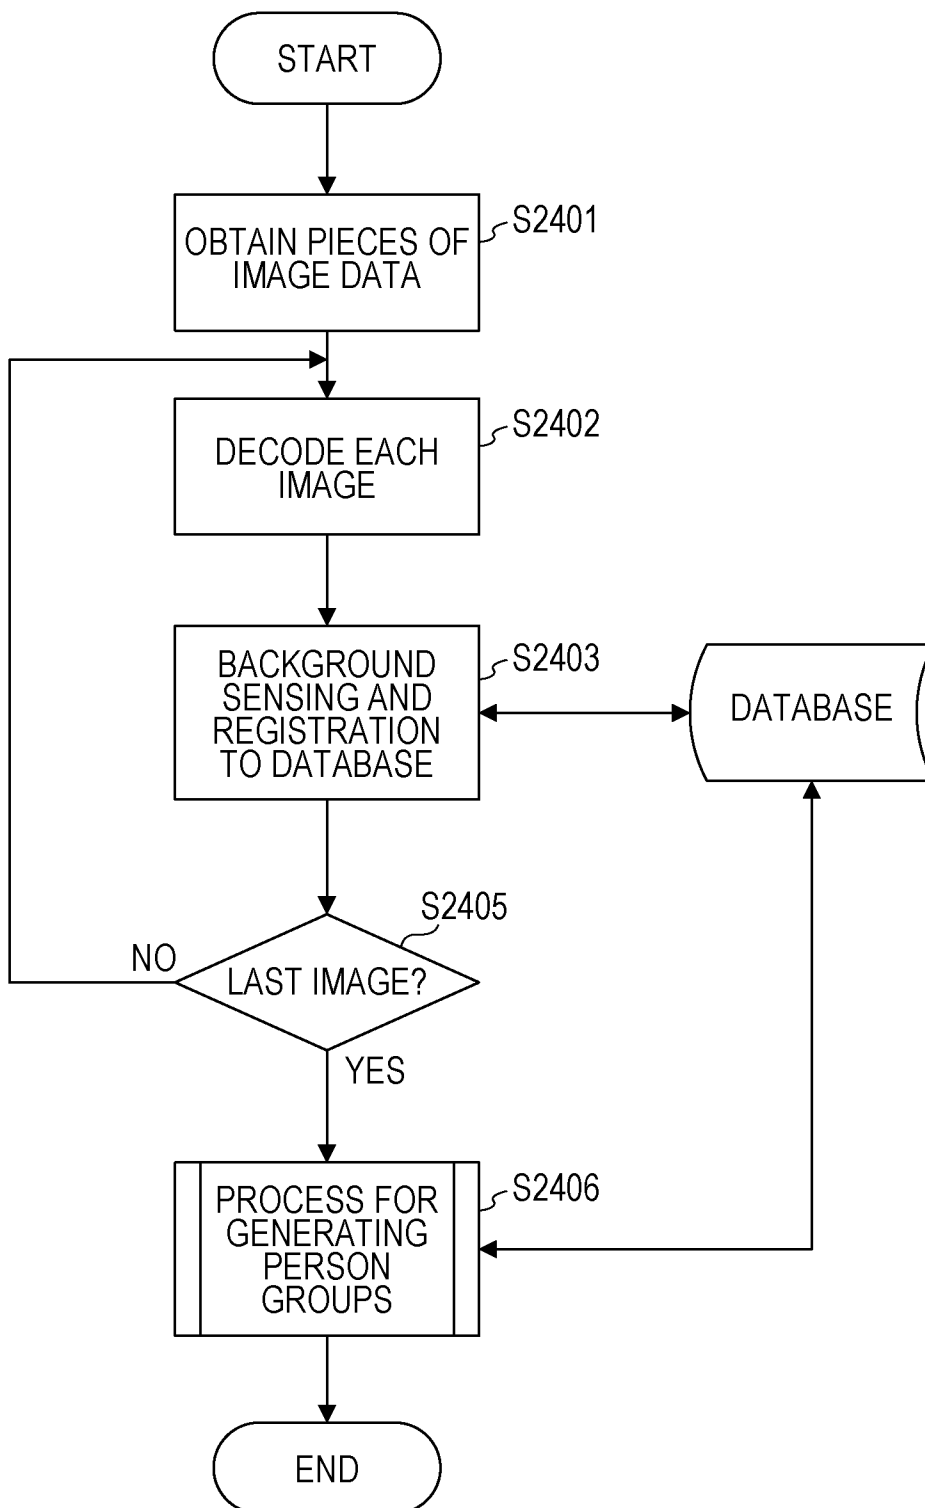 START
S2401
OBTAIN PIECES OF
IMAGE DATA
S2402
DECODE EACH
IMAGE
S2403
BACKGROUND
SENSING AND
REGISTRATION
TO DATABASE
DATABASE
S2405
NO
LAST IMAGE?
YES
S2406
PROCESS FOR
GENERATING
PERSON
GROUPS
END